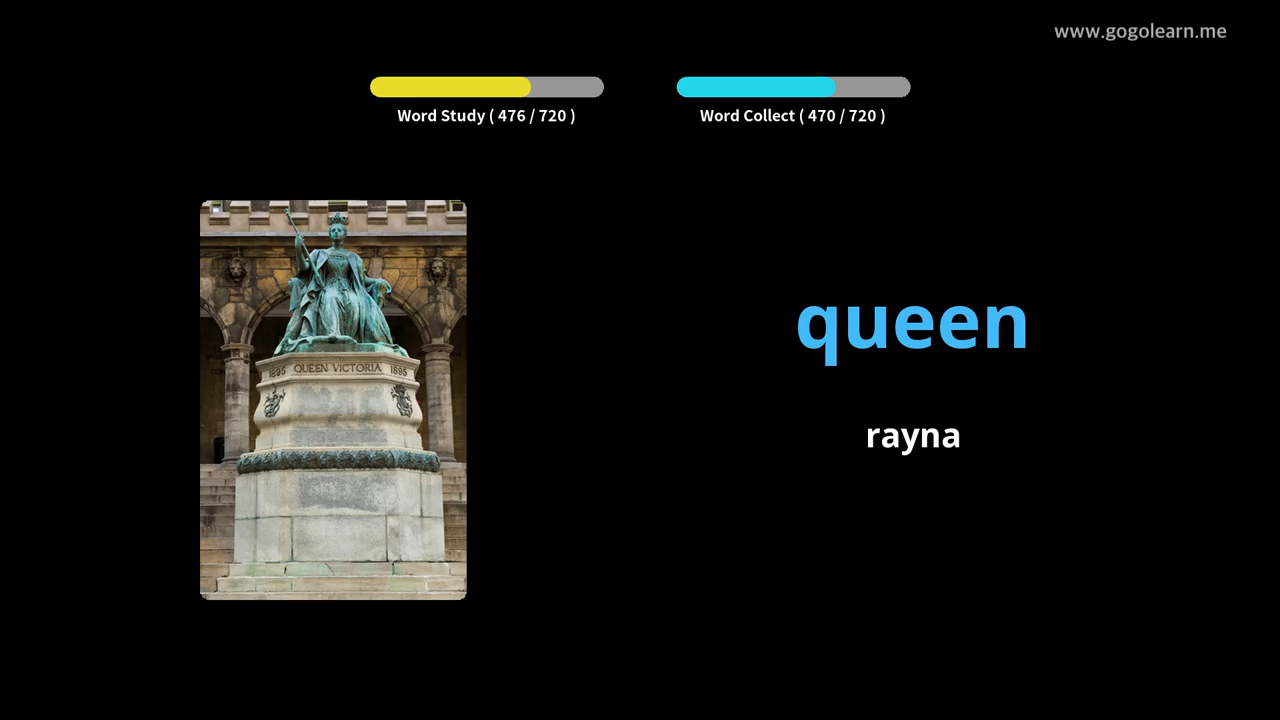 www.gogolearn.me
Word Study ( 476 / 720 )
Word Collect ( 470 / 720 )
1895 QUEEN VICTORIA 1895
queen
rayna